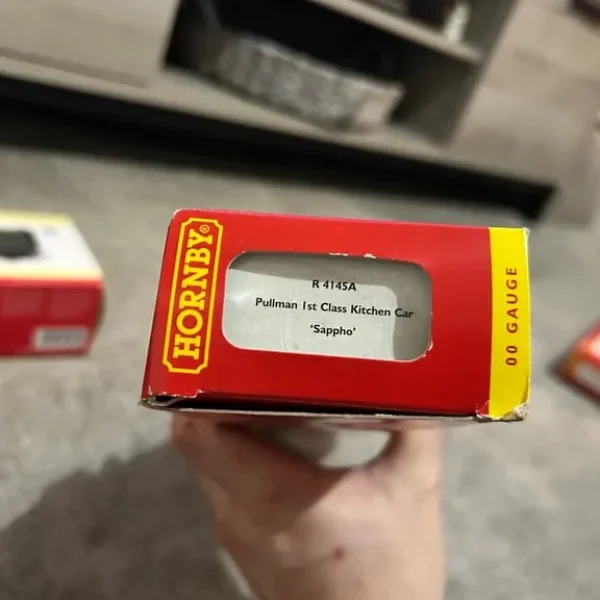 HORNBY®
R 4145A
Pullman 1st Class Kitchen Car
'Sappho'
00 GAUGE